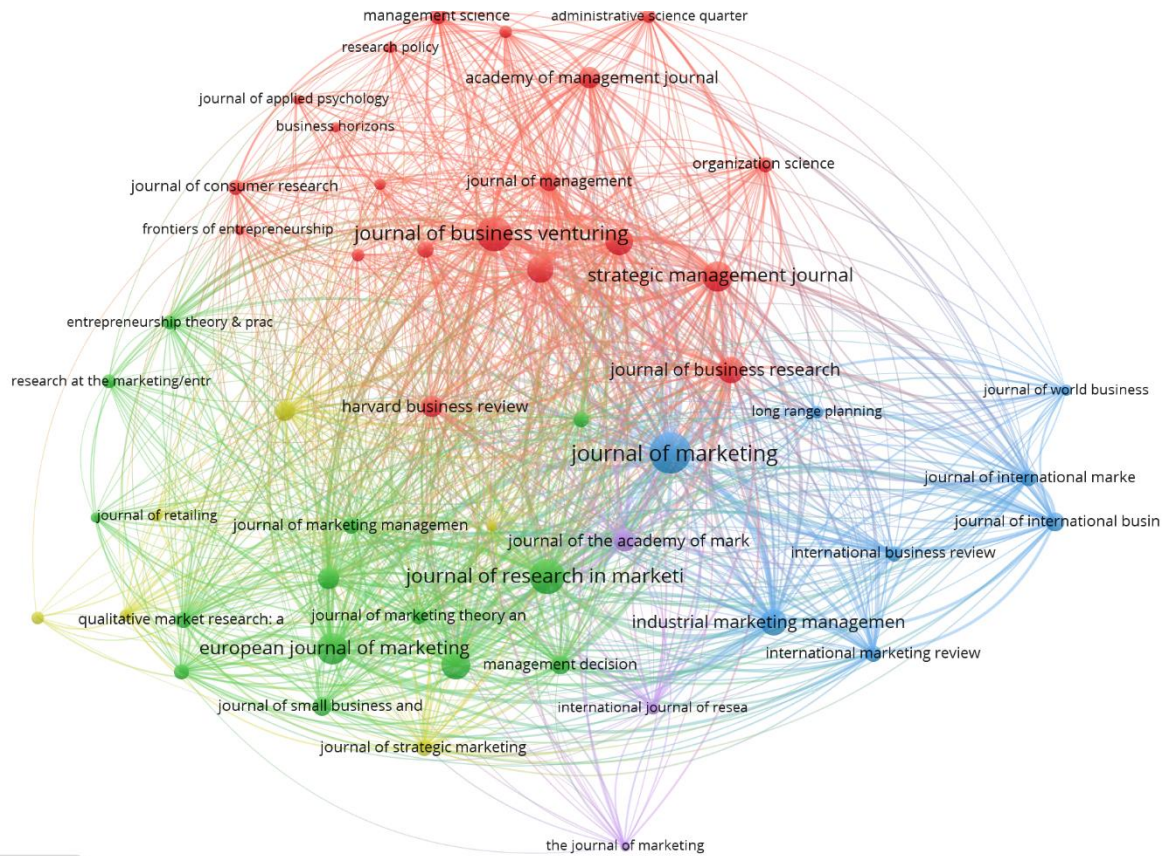 management science
administrative science quarter
research policy
academy of management journal
journal of applied psychology
business horizons
organization science
journal of consumer research
journal of management
frontiers of entrepreneurship
journal of business venturing
strategic management journal
entrepreneurship theory & prac
research at the marketing/entr
journal of business research
journal of world business
harvard business review
long range planning
journal of marketing
journal of international marke
journal of retailing
journal of marketing managemen
journal of international busin
journal of the academy of mark
international business review
journal of research in marketi
qualitative market research: a
journal of marketing theory an
industrial marketing managemen
european journal of marketing
management decision
international marketing review
journal of small business and
international journal of resea
journal of strategic marketing
the journal of marketing